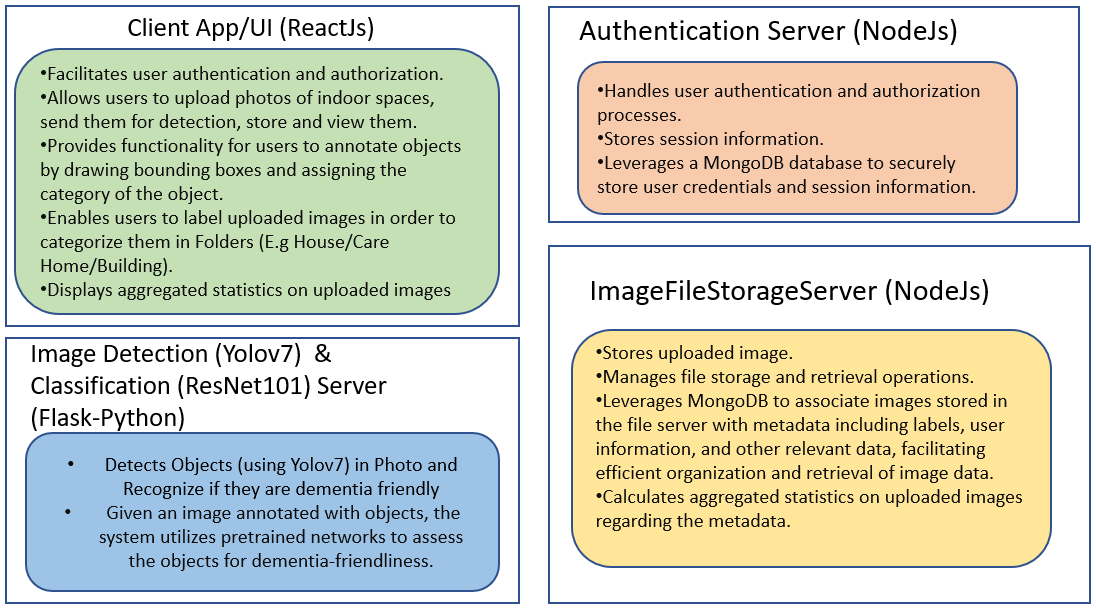 Client App/UI (ReactJs)
•Facilitates user authentication and authorization.
•Allows users to upload photos of indoor spaces,
send them for detection, store and view them.
•Provides functionality for users to annotate objects
by drawing bounding boxes and assigning the
category of the object.
•Enables users to label uploaded images in order to
categorize them in Folders (E.g House/Care
Home/Building).
•Displays aggregated statistics on uploaded images
Authentication Server (NodeJs)
•Handles user authentication and authorization
processes.
•Stores session information.
•Leverages a MongoDB database to securely
store user credentials and session information.
Image Detection (Yolov7) &
Classification (ResNet101) Server
(Flask-Python)
• Detects Objects (using Yolov7) in Photo and
Recognize if they are dementia friendly
• Given an image annotated with objects, the
system utilizes pretrained networks to assess
the objects for dementia-friendliness.
ImageFileStorageServer (NodeJs)
•Stores uploaded image.
•Manages file storage and retrieval operations.
•Leverages MongoDB to associate images stored in
the file server with metadata including labels, user
information, and other relevant data, facilitating
efficient organization and retrieval of image data.
•Calculates aggregated statistics on uploaded images
regarding the metadata.